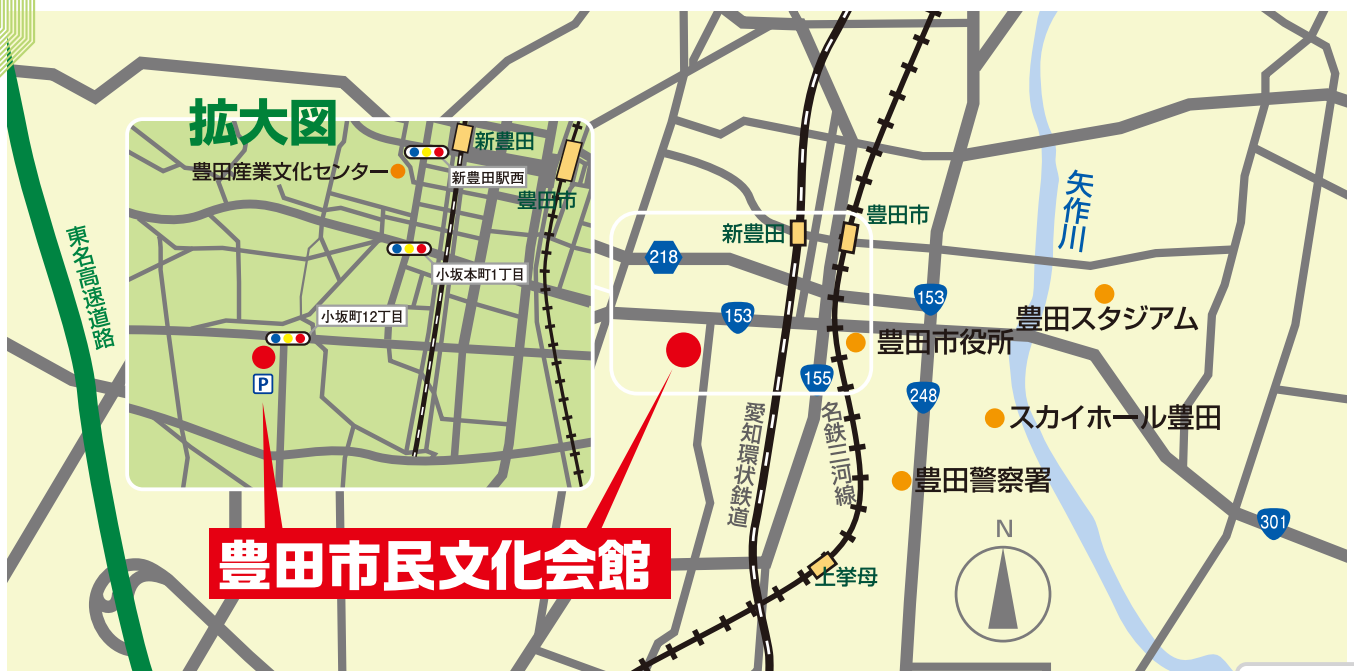 拡大図
新豊田
豊田産業文化センター
新豊田駅西
豊田市
小坂本町1丁目
小坂町12丁目
P
東名高速道路
矢作川
豊田市
新豊田
218
153
153
豊田スタジアム
豊田市役所
155
248
愛知環状鉄道
名鉄三河線
スカイホール豊田
豊田警察署
301
N
豊田市民文化会館
上挙母